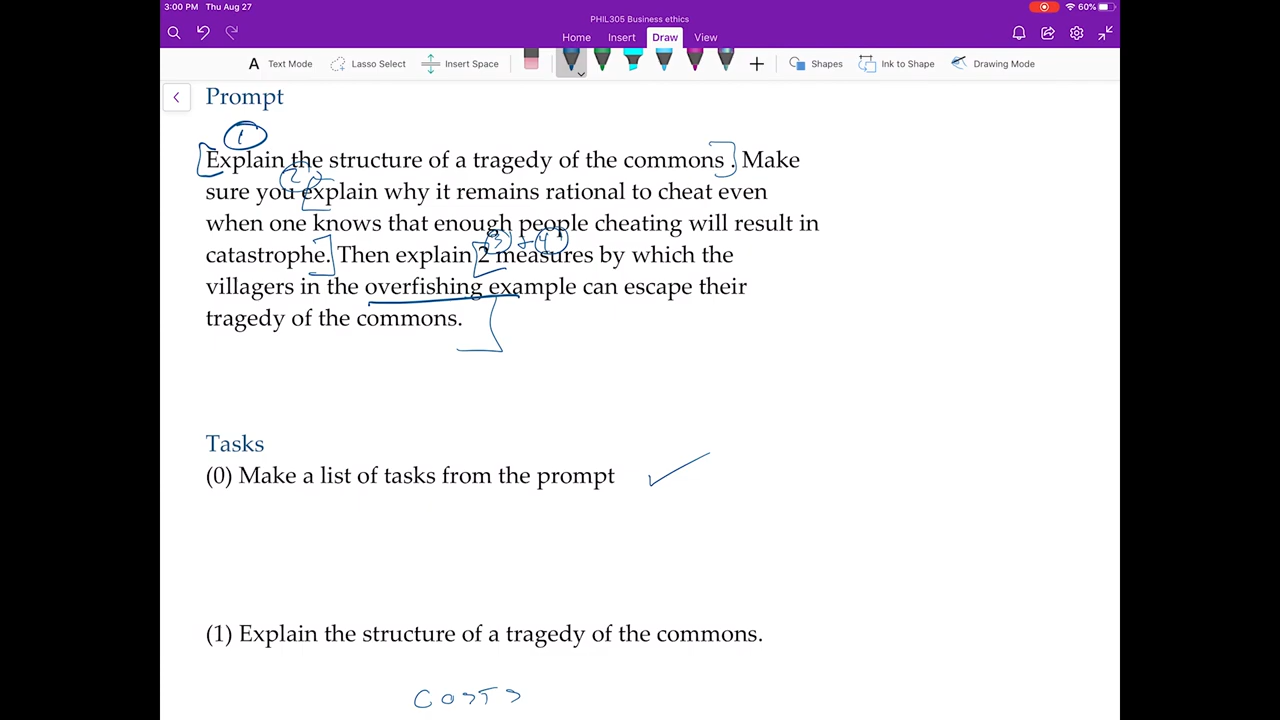 3:00 PM Thu Aug 27
60%
PHIL305 Business ethics
Home Insert Draw View
A Text Mode Lasso Select Insert Space Shapes Ink to Shape Drawing Mode
Prompt
1
Explain the structure of a tragedy of the commons . Make
2
sure you explain why it remains rational to cheat even
when one knows that enough people cheating will result in
3 + 4
catastrophe. Then explain 2 measures by which the
villagers in the overfishing example can escape their
tragedy of the commons.
Tasks
(0) Make a list of tasks from the prompt
(1) Explain the structure of a tragedy of the commons.
COSTS